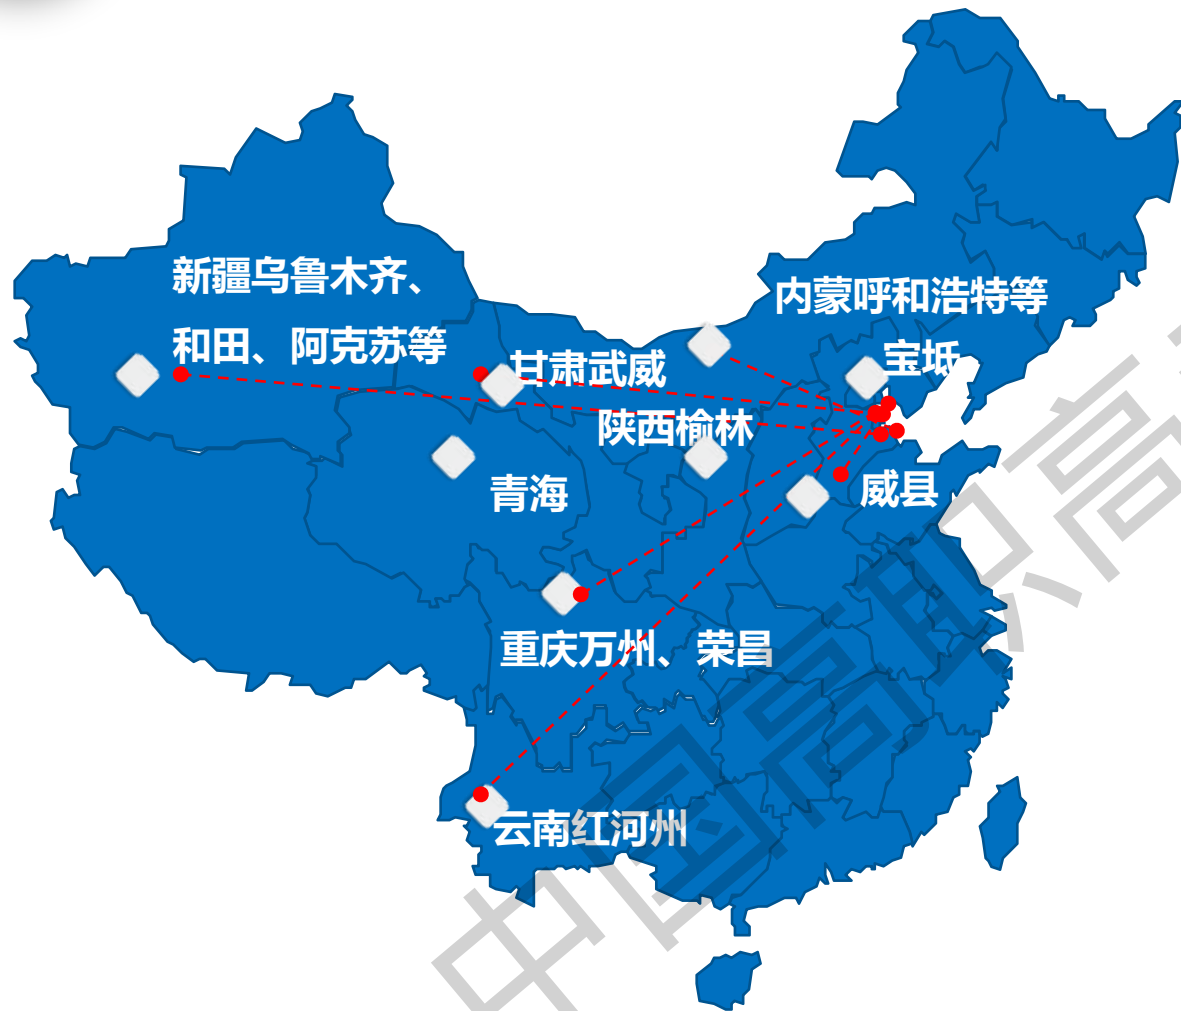 新疆乌鲁木齐、
和田、阿克苏等
内蒙呼和浩特等
宝坻
甘肃武威
陕西榆林
青海
威县
重庆万州、荣昌
云南红河州
中国高职高